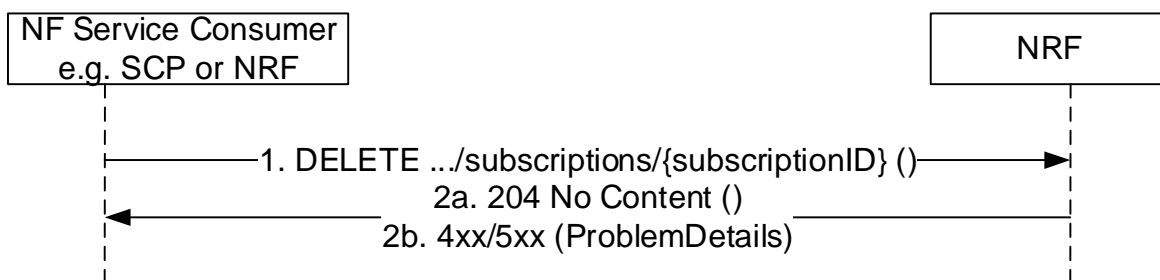 NF Service Consumer
e.g. SCP or NRF
NRF
1. DELETE .../subscriptions/{subscriptionID} ()
2a. 204 No Content ()
2b. 4xx/5xx (ProblemDetails)